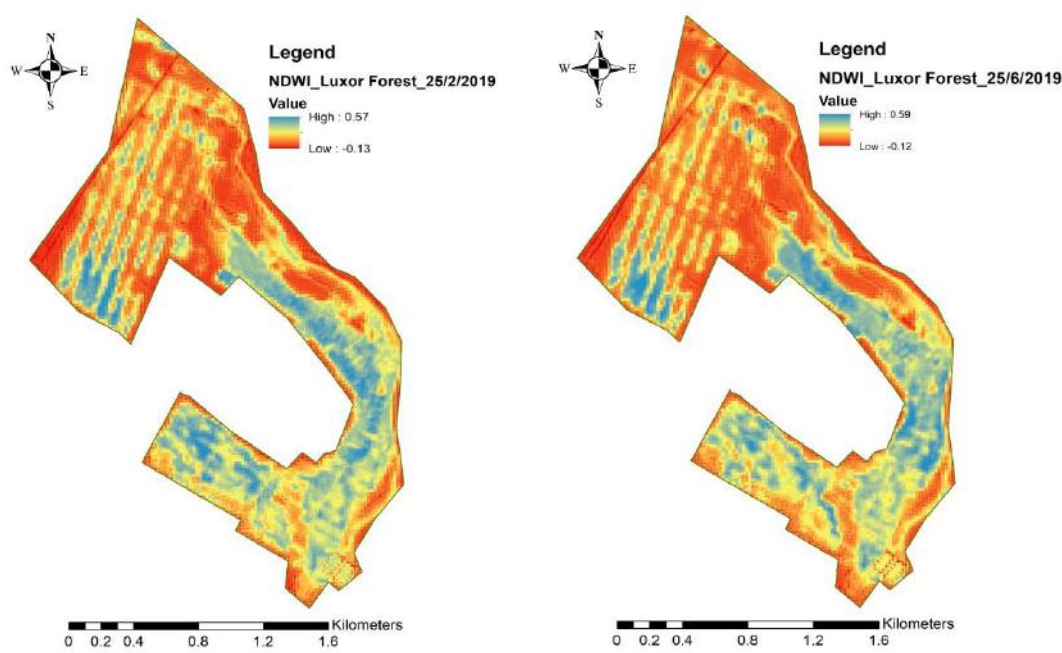 N
W E
S
Legend
NDWI_Luxor Forest_25/2/2019
Value
High : 0.57
Low : -0.13
0 0.2 0.4 0.8 1.2 1.6
Kilometers
N
W E
S
Legend
NDWI_Luxor Forest_25/6/2019
Value
High : 0.59
Low : -0.12
0 0.2 0.4 0.8 1.2 1.6
Kilometers